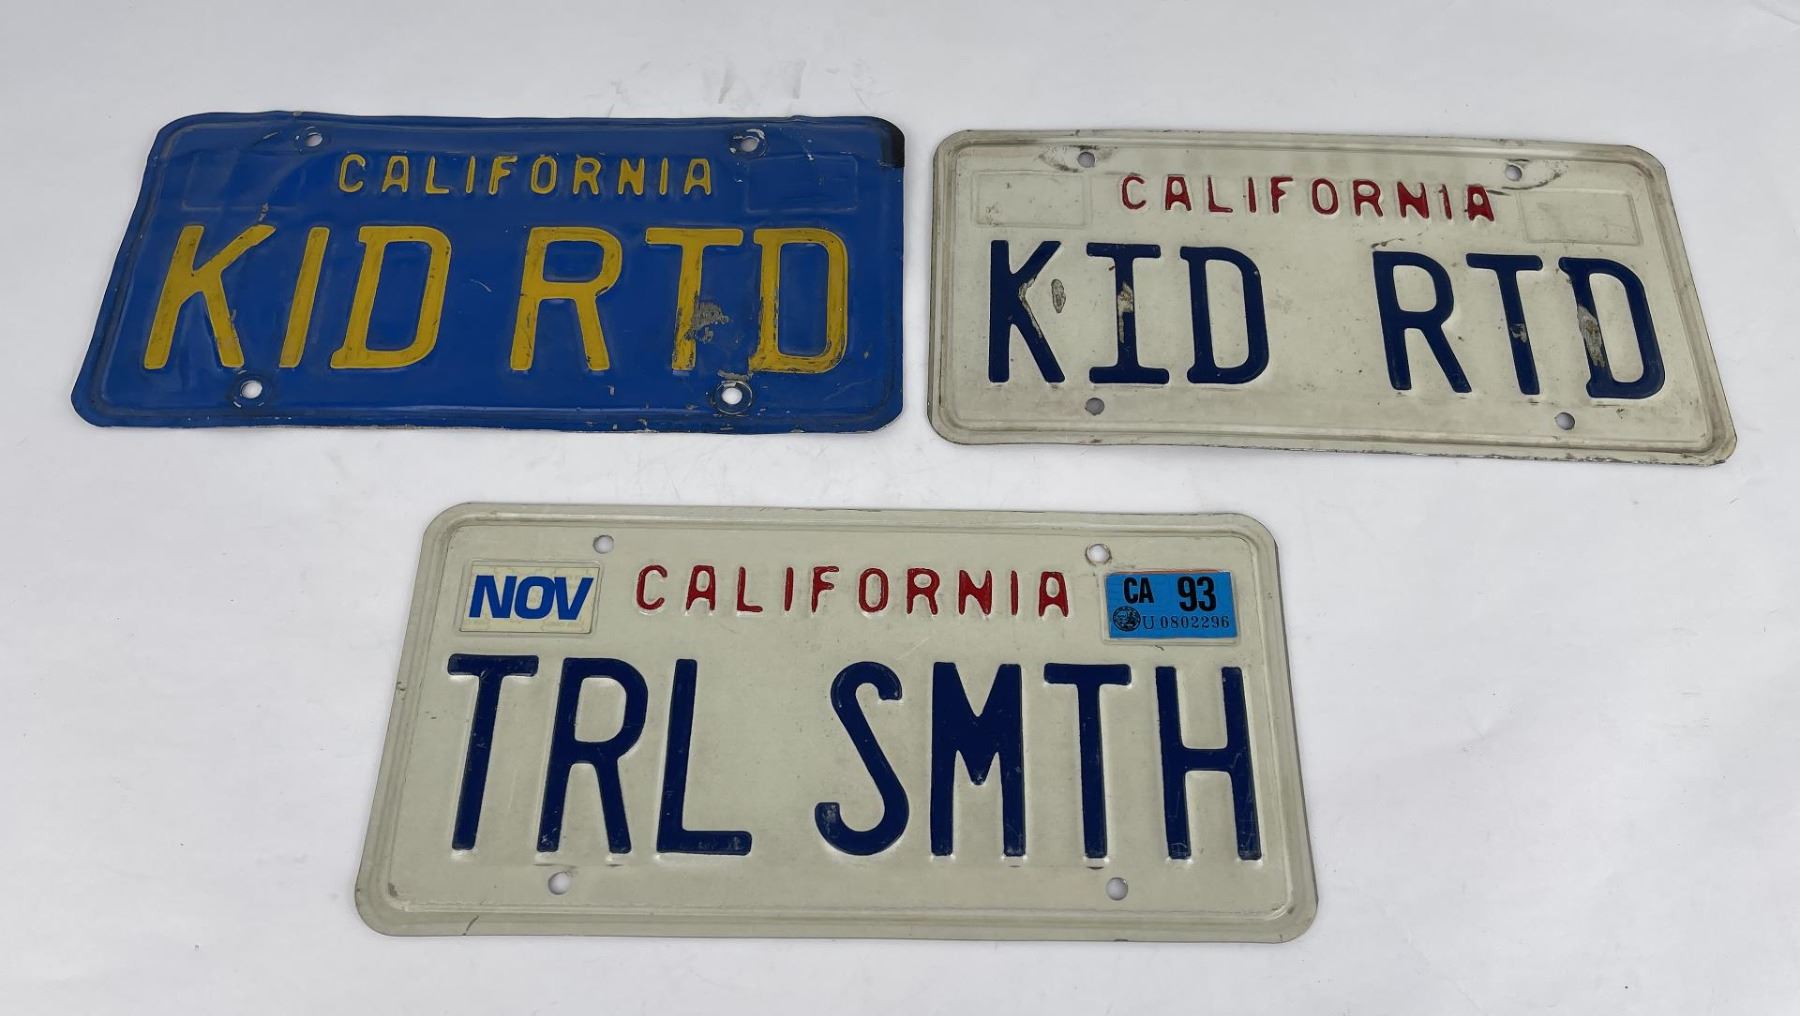 CALIFORNIA
KID RTD
CALIFORNIA
KID RTD
NOV CALIFORNIA CA 93
U 0802296
TRL SMTH